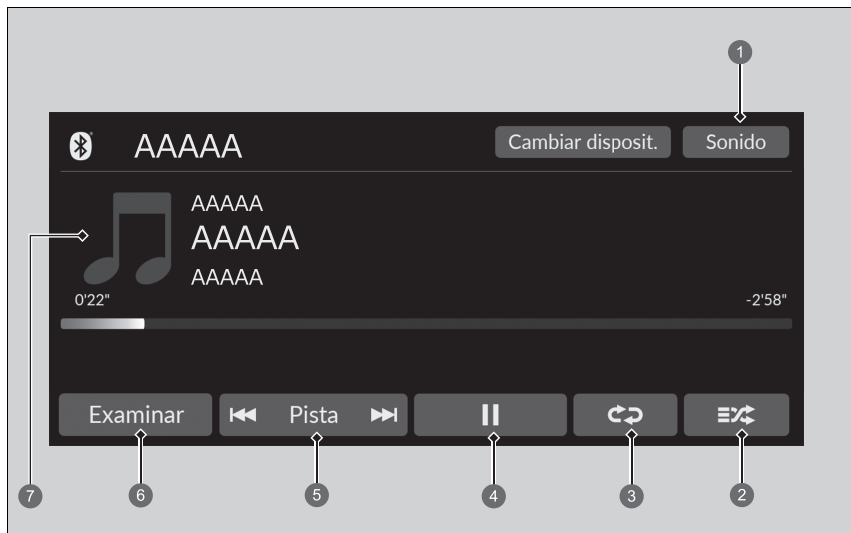 1
AAAAA
Cambiar disposit.
Sonido
AAAAA
AAAAA
AAAAA
7
0'22"
-2'58"
Examinar
Pista
7
6
5
4
3
2